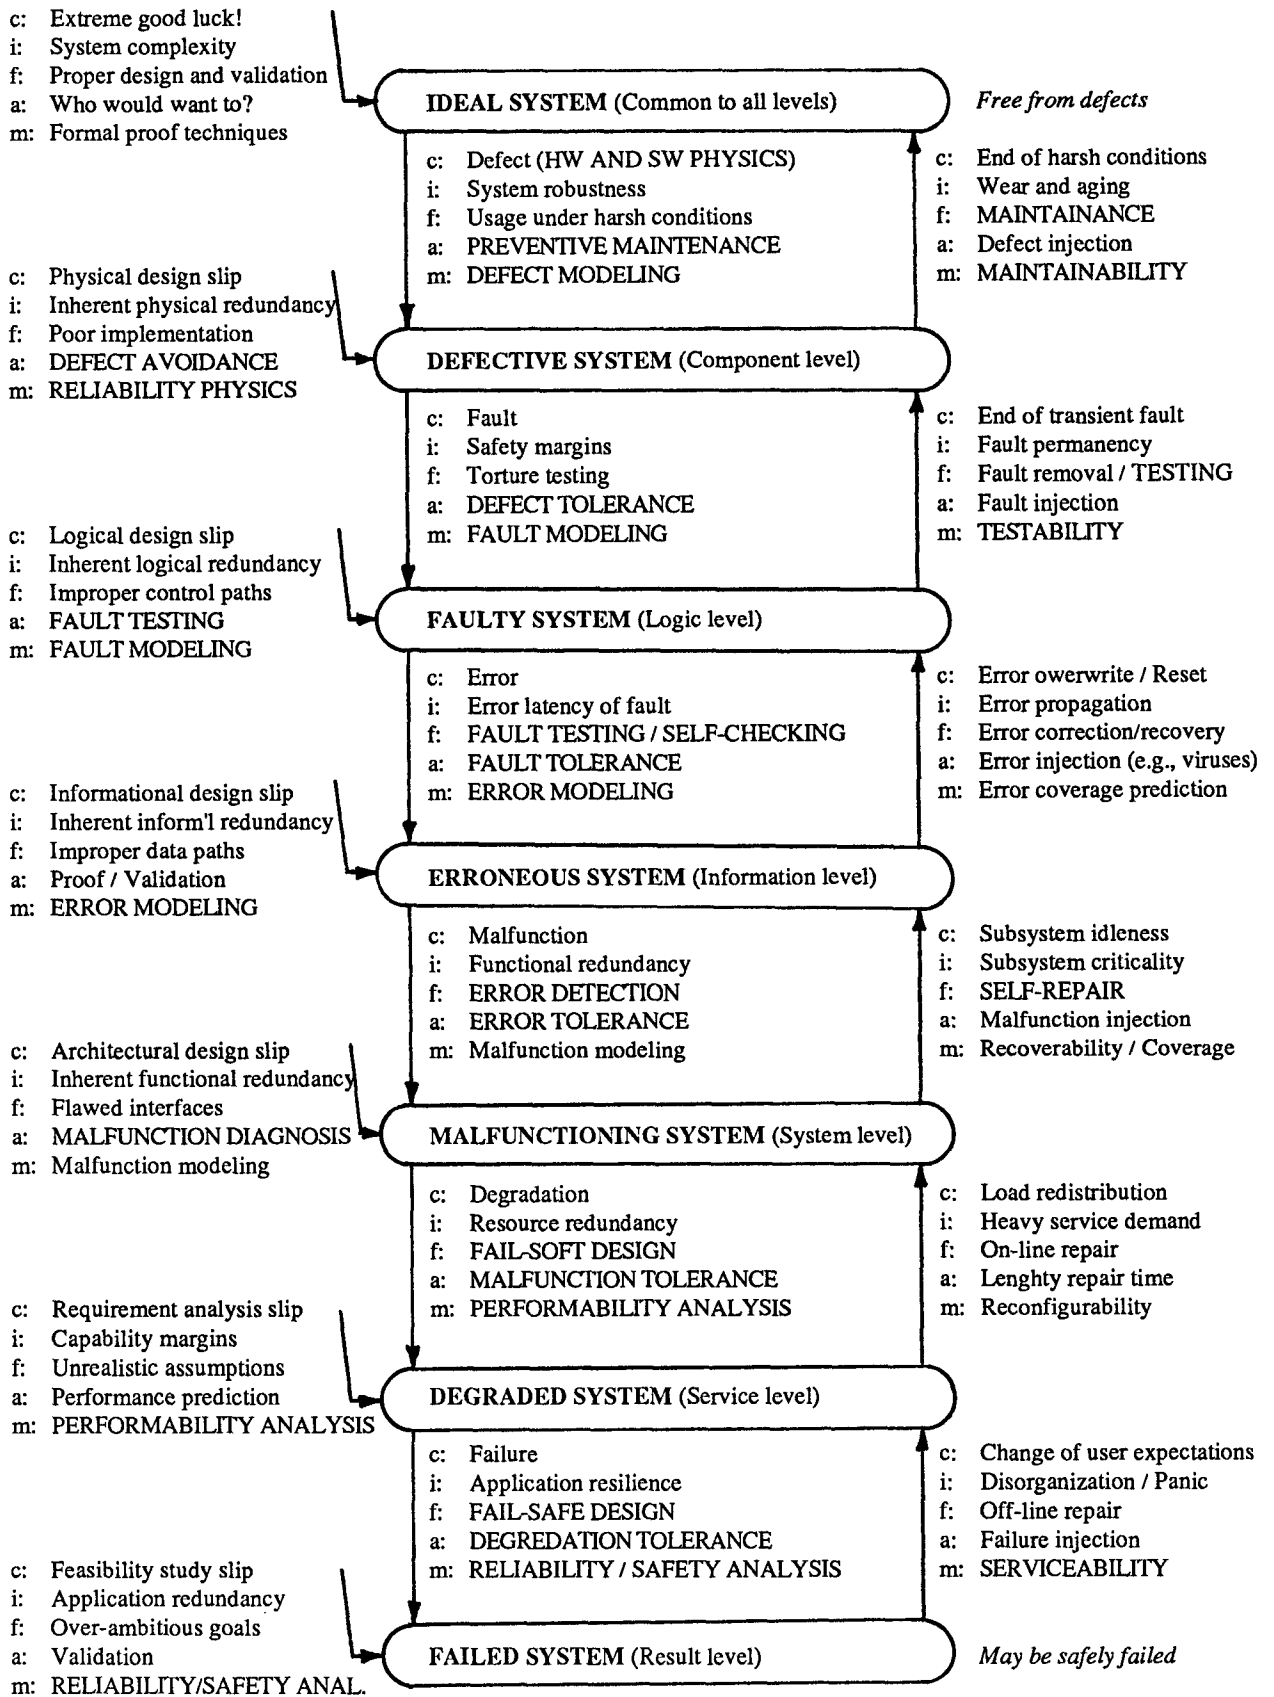 c: Extreme good luck!
i: System complexity
f: Proper design and validation
a: Who would want to?
m: Formal proof techniques
IDEAL SYSTEM (Common to all levels)
Free from defects
c: Defect (HW AND SW PHYSICS)
i: System robustness
f: Usage under harsh conditions
a: PREVENTIVE MAINTENANCE
m: DEFECT MODELING
c: End of harsh conditions
i: Wear and aging
f: MAINTAINANCE
a: Defect injection
m: MAINTAINABILITY
c: Physical design slip
i: Inherent physical redundancy
f: Poor implementation
a: DEFECT AVOIDANCE
m: RELIABILITY PHYSICS
DEFECTIVE SYSTEM (Component level)
c: Fault
i: Safety margins
f: Torture testing
a: DEFECT TOLERANCE
m: FAULT MODELING
c: End of transient fault
i: Fault permanency
f: Fault removal / TESTING
a: Fault injection
m: TESTABILITY
c: Logical design slip
i: Inherent logical redundancy
f: Improper control paths
a: FAULT TESTING
m: FAULT MODELING
FAULTY SYSTEM (Logic level)
c: Error
i: Error latency of fault
f: FAULT TESTING / SELF-CHECKING
a: FAULT TOLERANCE
m: ERROR MODELING
c: Error owerwrite / Reset
i: Error propagation
f: Error correction/recovery
a: Error injection (e.g., viruses)
m: Error coverage prediction
c: Informational design slip
i: Inherent inform'l redundancy
f: Improper data paths
a: Proof / Validation
m: ERROR MODELING
ERRONEOUS SYSTEM (Information level)
c: Malfunction
i: Functional redundancy
f: ERROR DETECTION
a: ERROR TOLERANCE
m: Malfunction modeling
c: Subsystem idleness
i: Subsystem criticality
f: SELF-REPAIR
a: Malfunction injection
m: Recoverability / Coverage
c: Architectural design slip
i: Inherent functional redundancy
f: Flawed interfaces
a: MALFUNCTION DIAGNOSIS
m: Malfunction modeling
MALFUNCTIONING SYSTEM (System level)
c: Degradation
i: Resource redundancy
f: FAIL-SOFT DESIGN
a: MALFUNCTION TOLERANCE
m: PERFORMABILITY ANALYSIS
c: Load redistribution
i: Heavy service demand
f: On-line repair
a: Lenghty repair time
m: Reconfigurability
c: Requirement analysis slip
i: Capability margins
f: Unrealistic assumptions
a: Performance prediction
m: PERFORMABILITY ANALYSIS
DEGRADED SYSTEM (Service level)
c: Failure
i: Application resilience
f: FAIL-SAFE DESIGN
a: DEGREDATION TOLERANCE
m: RELIABILITY / SAFETY ANALYSIS
c: Change of user expectations
i: Disorganization / Panic
f: Off-line repair
a: Failure injection
m: SERVICEABILITY
c: Feasibility study slip
i: Application redundancy
f: Over-ambitious goals
a: Validation
m: RELIABILITY/SAFETY ANAL.
FAILED SYSTEM (Result level)
May be safely failed